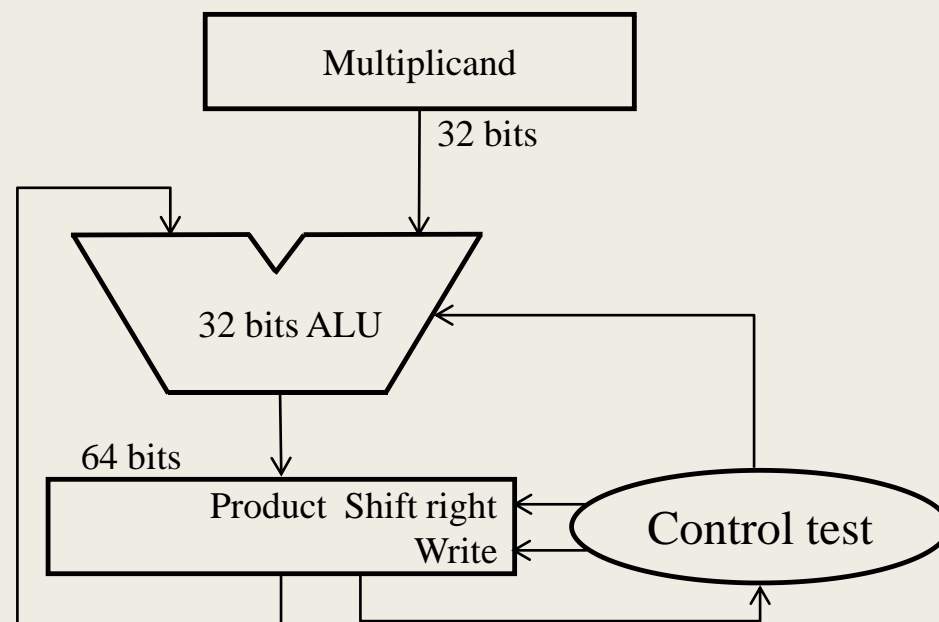 Multiplicand
32 bits
32 bits ALU
64 bits
Product Shift right
Write
Control test